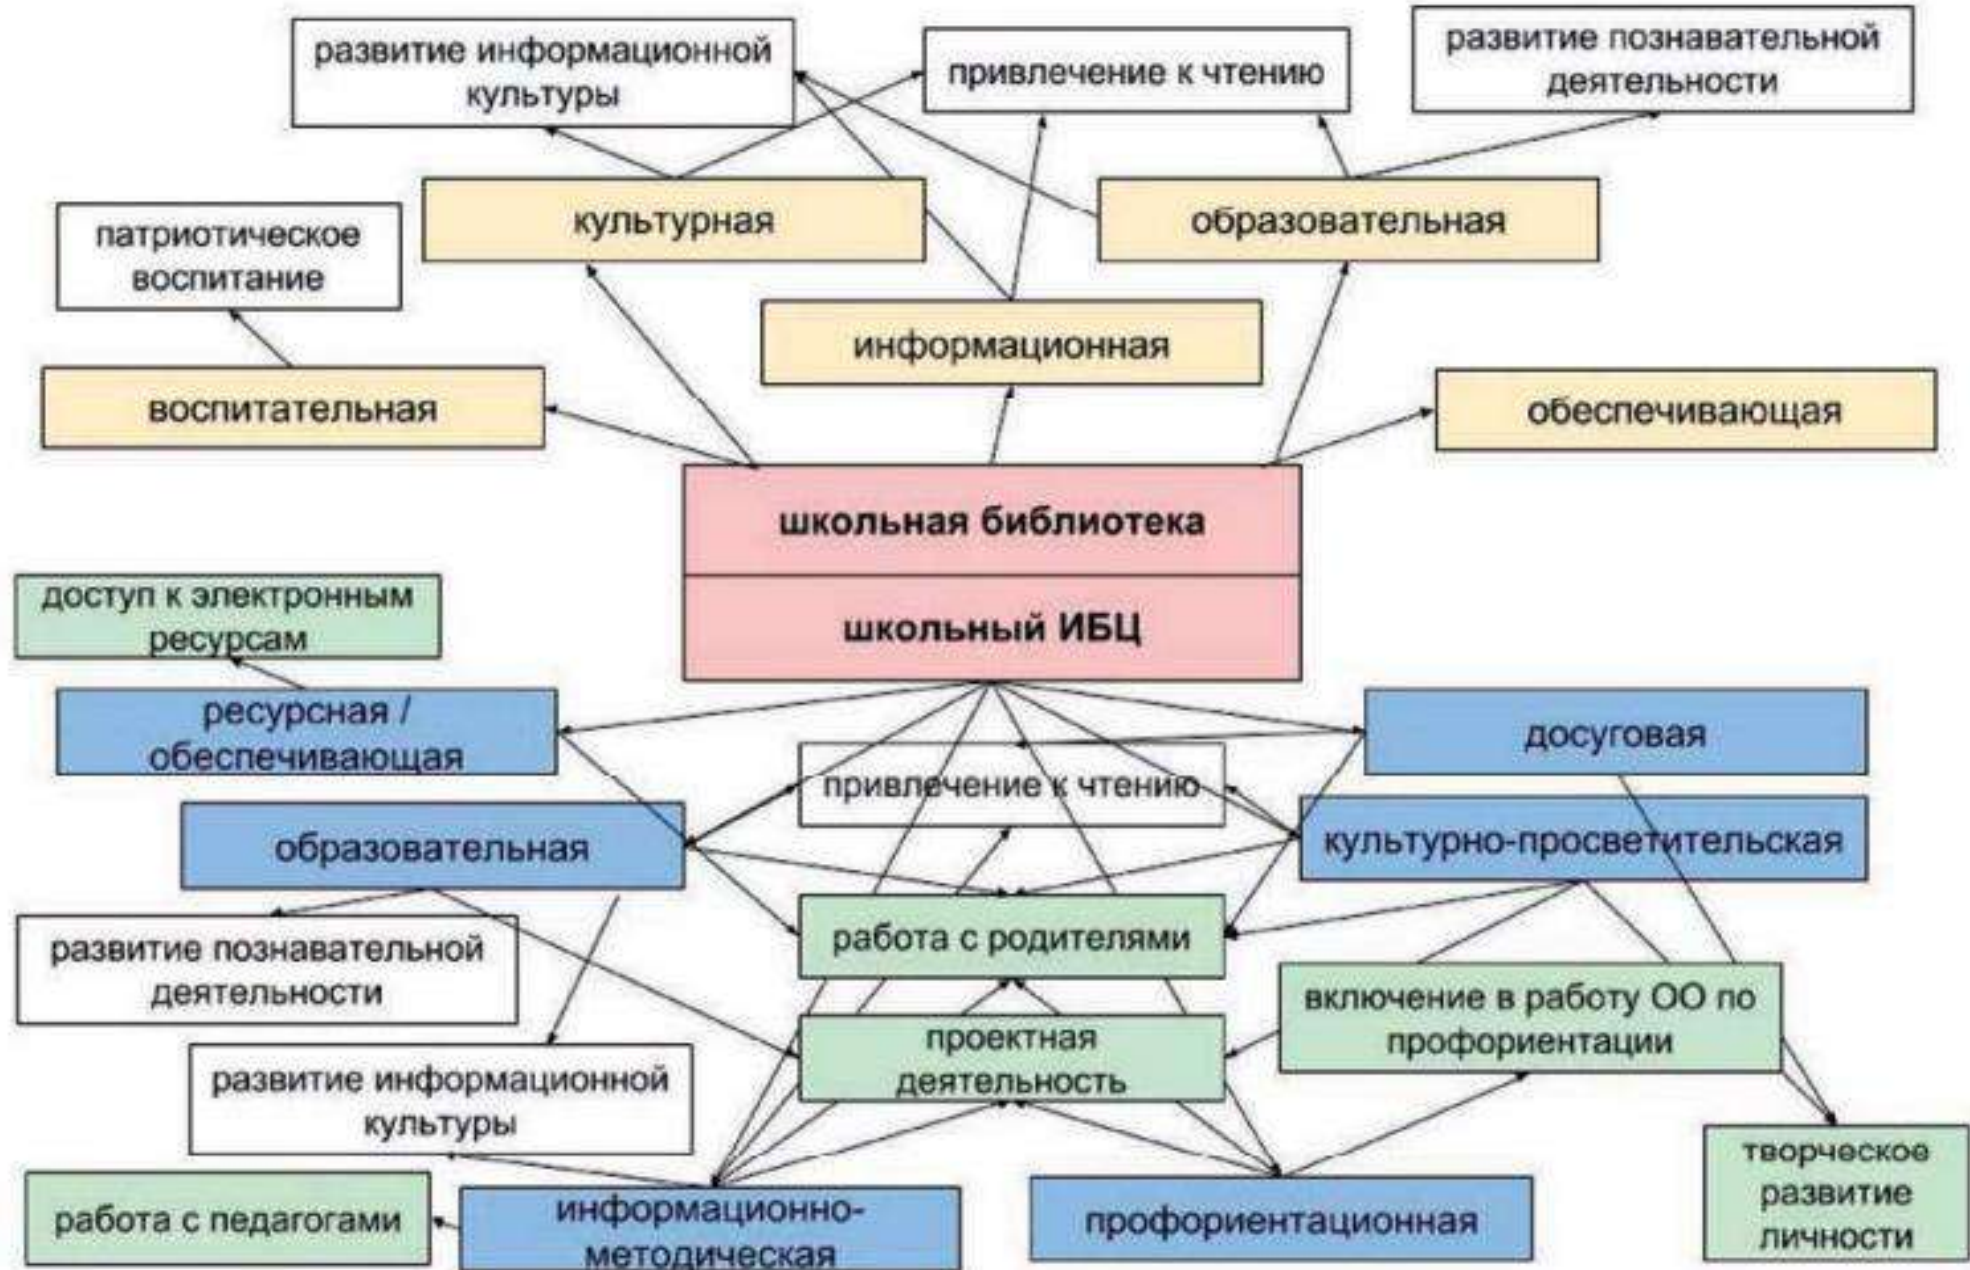 развитие информационной
культуры
привлечение к чтению
развитие познавательной
деятельности
культурная
образовательная
патриотическое
воспитание
информационная
воспитательная
обеспечивающая
школьная библиотека
школьный ИБЦ
доступ к электронным
ресурсам
ресурсная /
обеспечивающая
досуговая
привлечение к чтению
образовательная
культурно-просветительская
работа с родителями
развитие познавательной
деятельности
включение в работу ОО по
профориентации
проектная
деятельность
развитие информационной
культуры
творческое
развитие
личности
работа с педагогами
информационно-
методическая
профориентационная